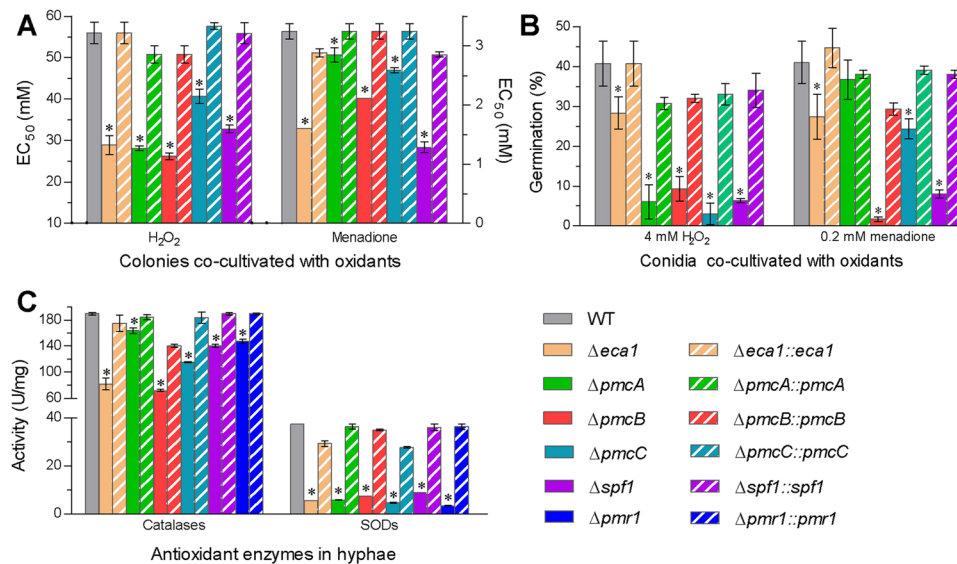 A
EC50 (mM)
60
50
40
30
20
10
*
*
*
*
*
*
*
*
*
*
3
2
1
0
EC50 (mM)
H2O2
Menadione
Colonies co-cultivated with oxidants
B
Germination (%)
50
40
30
20
10
0
*
*
*
*
*
*
*
*
*
4 mM H2O2
0.2 mM menadione
Conidia co-cultivated with oxidants
C
Activity (U/mg)
180
140
100
60
40
20
0
*
*
*
*
*
*
*
*
*
*
*
*
Catalases
SODs
Antioxidant enzymes in hyphae
WT
Δeca1
Δeca1::eca1
ΔpmcA
ΔpmcA::pmcA
ΔpmcB
ΔpmcB::pmcB
ΔpmcC
ΔpmcC::pmcC
Δspf1
Δspf1::spf1
Δpmr1
Δpmr1::pmr1